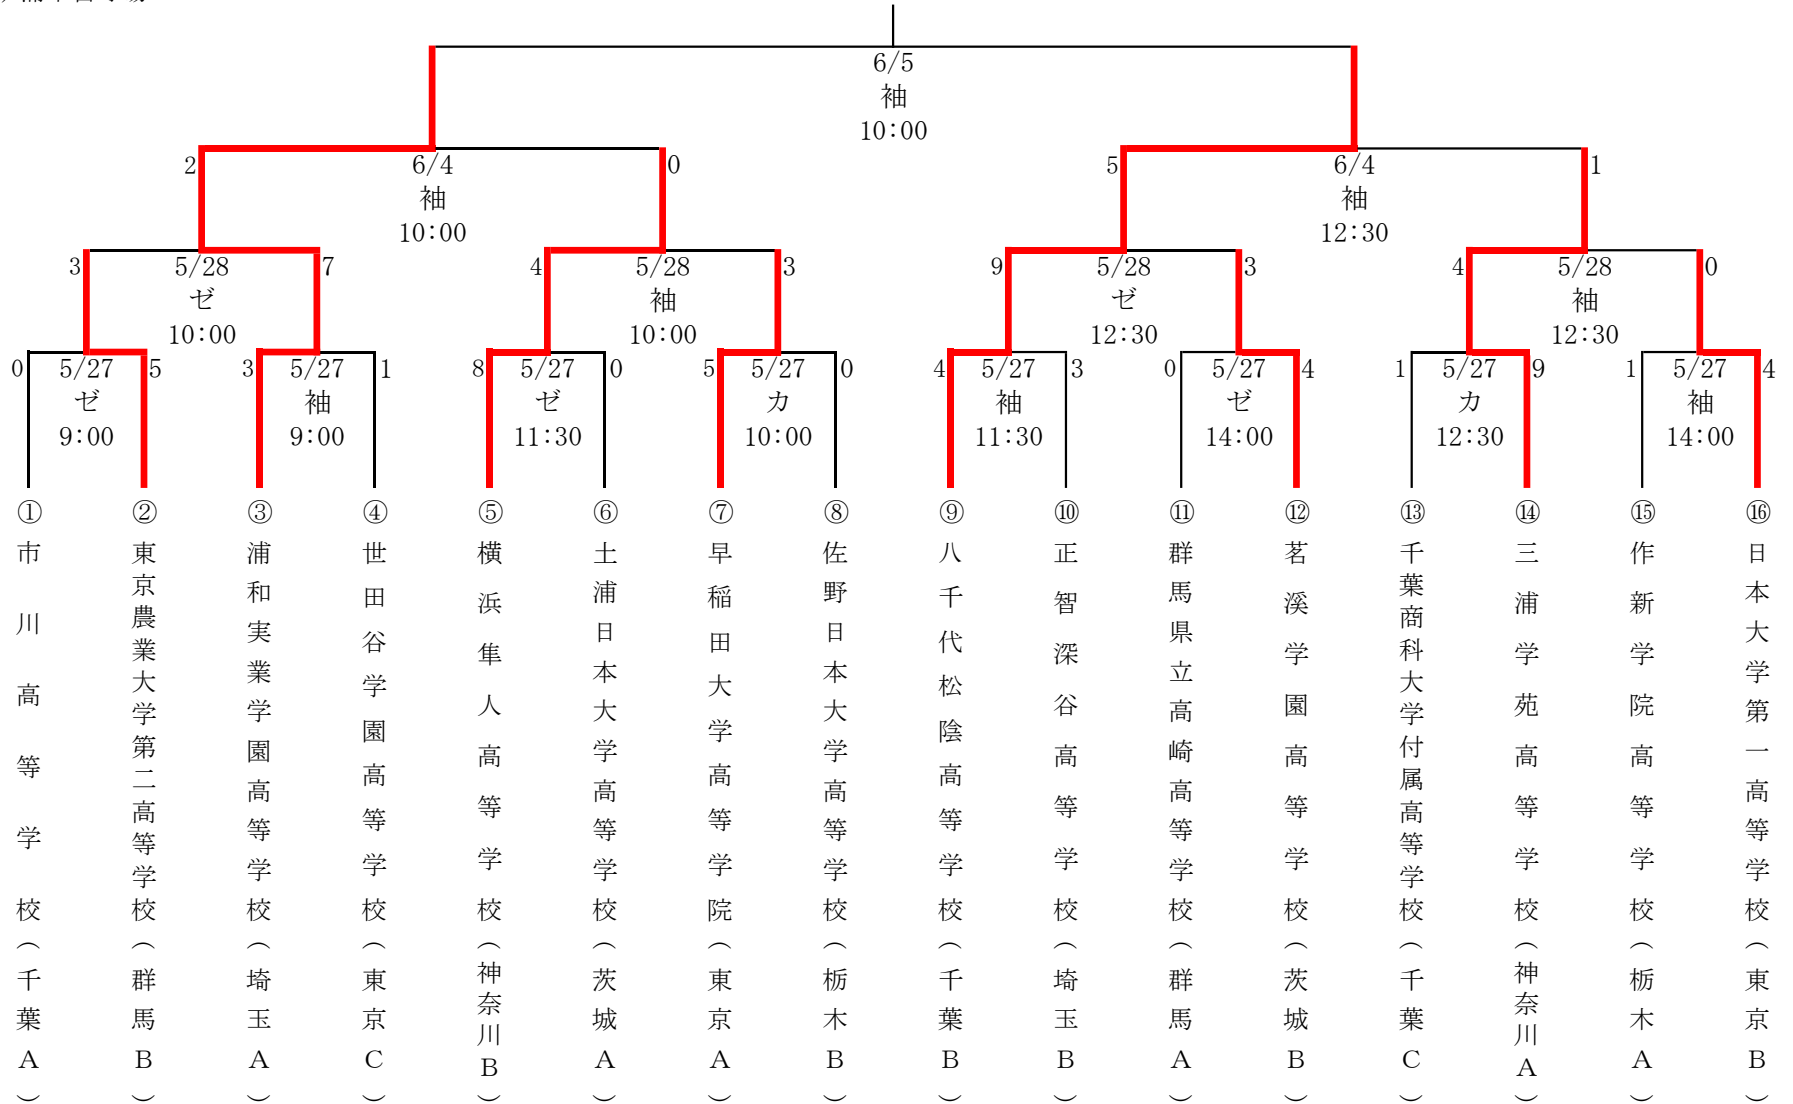 6/5
袖
10:00
2 6/4 0 5 6/4 1
袖 袖
10:00 12:30
3 5/28 7 4 5/28 3 9 5/28 3 4 5/28 0
ゼ 袖 ゼ 袖
10:00 10:00 12:30 12:30
0 5/27 5 3 5/27 1 8 5/27 0 5 5/27 0 4 5/27 3 0 5/27 4 1 5/27 9 1 5/27 4
ゼ 袖 ゼ カ 袖 ゼ カ 袖
9:00 9:00 11:30 10:00 11:30 14:00 12:30 14:00
①市川高等学校(千葉A)
②東京農業大学第二高等学校(群馬B)
③浦和実業学園高等学校(埼玉A)
④世田谷学園高等学校(東京C)
⑤横浜隼人高等学校(神奈川B)
⑥土浦日本大学高等学校(茨城A)
⑦早稲田大学高等学院(東京A)
⑧佐野日本大学高等学校(栃木B)
⑨八千代松陰高等学校(千葉B)
⑩正智深谷高等学校(埼玉B)
⑪群馬県立高崎高等学校(群馬A)
⑫茗溪学園高等学校(茨城B)
⑬千葉商科大学付属高等学校(千葉C)
⑭三浦学苑高等学校(神奈川A)
⑮作新学院高等学校(栃木A)
⑯日本大学第一高等学校(東京B)